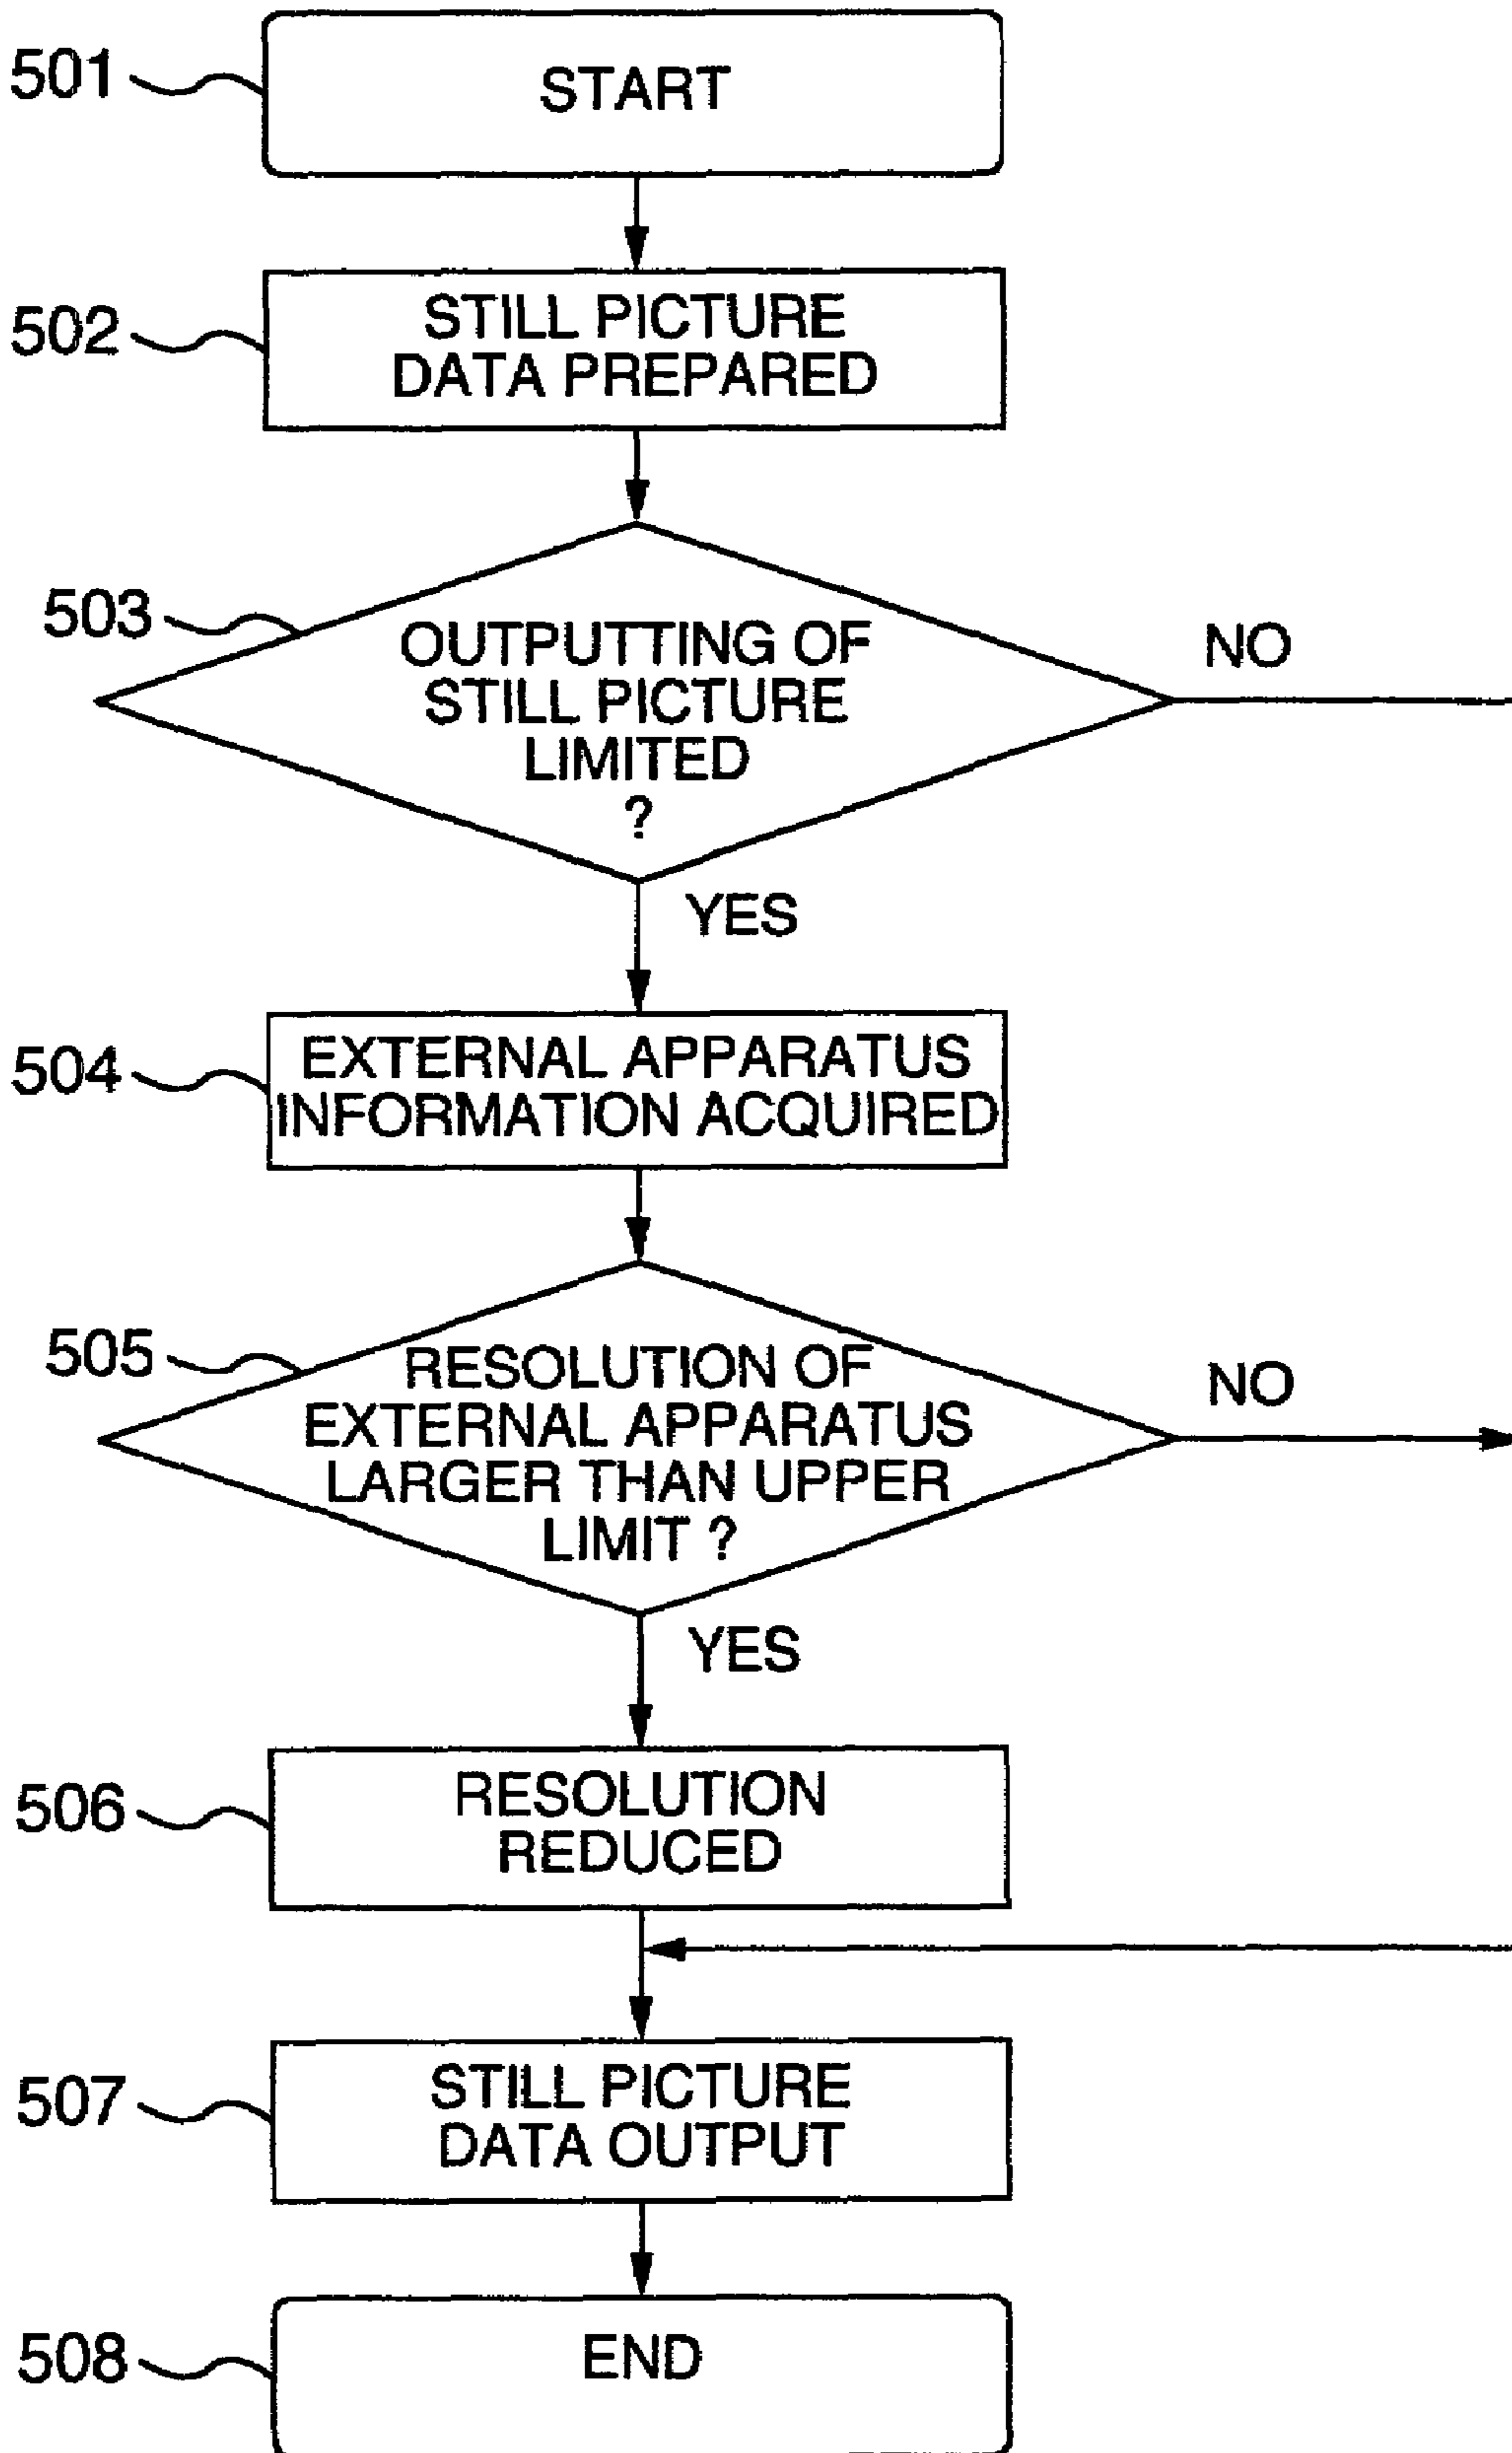 501
START
502
STILL PICTURE
DATA PREPARED
503
OUTPUTTING OF
STILL PICTURE
LIMITED
?
NO
YES
504
EXTERNAL APPARATUS
INFORMATION ACQUIRED
505
RESOLUTION OF
EXTERNAL APPARATUS
LARGER THAN UPPER
LIMIT ?
NO
YES
506
RESOLUTION
REDUCED
507
STILL PICTURE
DATA OUTPUT
508
END